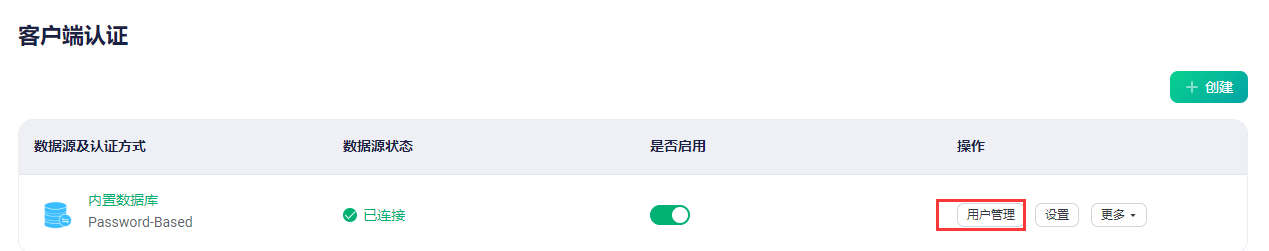 客户端认证
创建
数据源及认证方式 数据源状态 是否启用 操作
内置数据库
Password-Based
已连接
用户管理 设置 更多